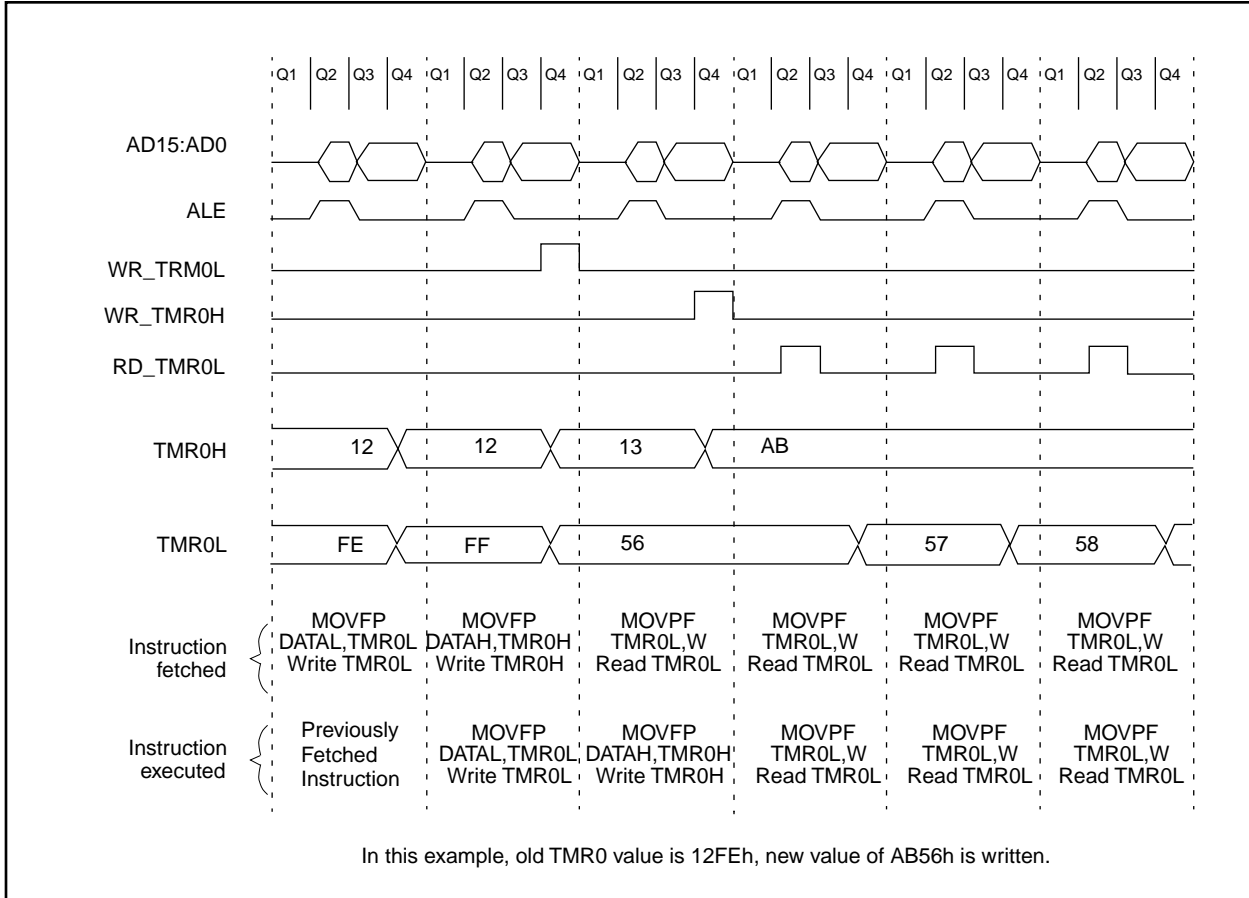 Q1 Q2 Q3 Q4 Q1 Q2 Q3 Q4 Q1 Q2 Q3 Q4 Q1 Q2 Q3 Q4 Q1 Q2 Q3 Q4 Q1 Q2 Q3 Q4
AD15:AD0
ALE
WR_TRM0L
WR_TMR0H
RD_TMR0L
TMR0H 12 12 13 AB
TMR0L FE FF 56 57 58
Instruction
fetched
MOVFP
DATAL,TMR0L
Write TMR0L
MOVFP
DATAH,TMR0H
Write TMR0H
MOVPF
TMR0L,W
Read TMR0L
MOVPF
TMR0L,W
Read TMR0L
MOVPF
TMR0L,W
Read TMR0L
MOVPF
TMR0L,W
Read TMR0L
Instruction
executed
Previously
Fetched
Instruction
MOVFP
DATAL,TMR0L
Write TMR0L
MOVFP
DATAH,TMR0H
Write TMR0H
MOVPF
TMR0L,W
Read TMR0L
MOVPF
TMR0L,W
Read TMR0L
MOVPF
TMR0L,W
Read TMR0L
In this example, old TMR0 value is 12FEh, new value of AB56h is written.